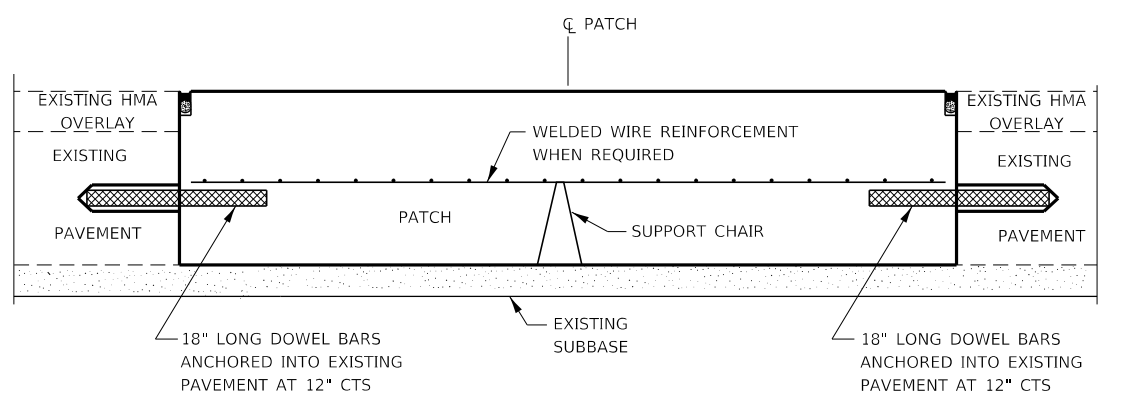 ℄ PATCH
EXISTING HMA
OVERLAY
EXISTING
PAVEMENT
WELDED WIRE REINFORCEMENT
WHEN REQUIRED
PATCH
SUPPORT CHAIR
EXISTING HMA
OVERLAY
EXISTING
PAVEMENT
18" LONG DOWEL BARS
ANCHORED INTO EXISTING
PAVEMENT AT 12" CTS
EXISTING
SUBBASE
18" LONG DOWEL BARS
ANCHORED INTO EXISTING
PAVEMENT AT 12" CTS